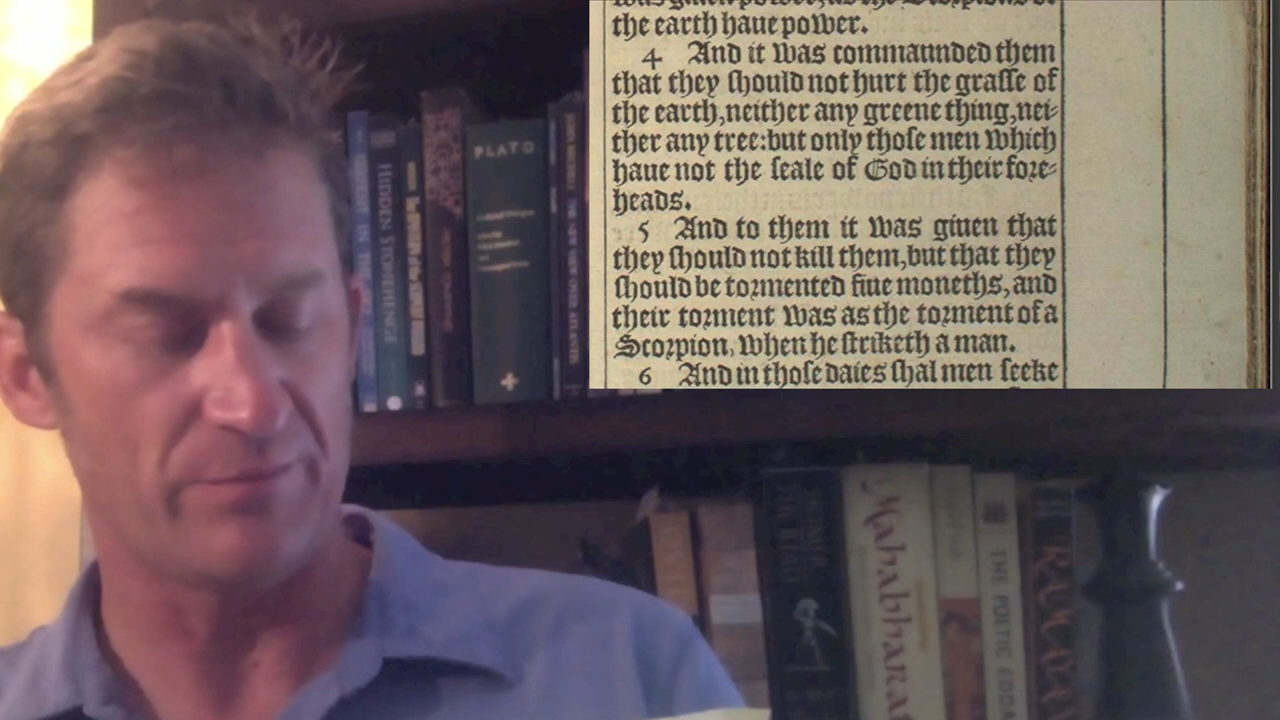 the earth haue power.
4 And it was commaunded them
that they should not hurt the grasse of
the earth, neither any greene thing, nei-
ther any tree: but only those men which
haue not the seale of God in their fore-
heads.
5 And to them it was giuen that
they should not kill them, but that they
should be tormented fiue moneths, and
their torment was as the torment of a
Scorpion, when he striketh a man.
6 And in those daies shal men seeke
HIDDEN STONEHENGE
PLATO
Mahabharata
THE POETIC EDDA